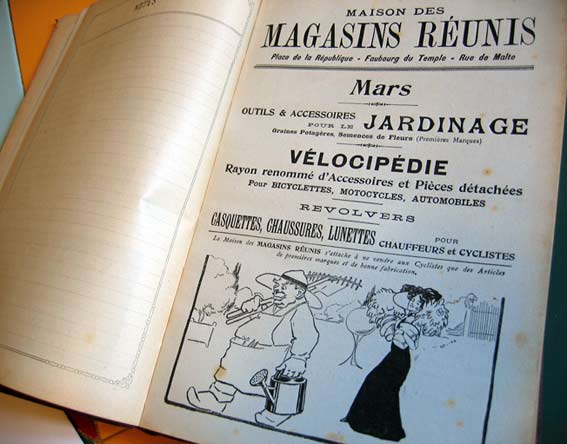 NOTES
MAISON DES
MAGASINS RÉUNIS
Place de la République - Faubourg du Temple - Rue de Malte
Mars
OUTILS & ACCESSOIRES POUR LE JARDINAGE
Graines Potagères, Semences de Fleurs (Premières Marques)
VÉLOCIPÉDIE
Rayon renommé d'Accessoires et Pièces détachées
Pour BICYCLETTES, MOTOCYCLES, AUTOMOBILES
REVOLVERS
CASQUETTES, CHAUSSURES, LUNETTES POUR CHAUFFEURS et CYCLISTES
La Maison des MAGASINS RÉUNIS s'attache à ne vendre aux Cyclistes que des Articles
de premières marques et de bonne fabrication.